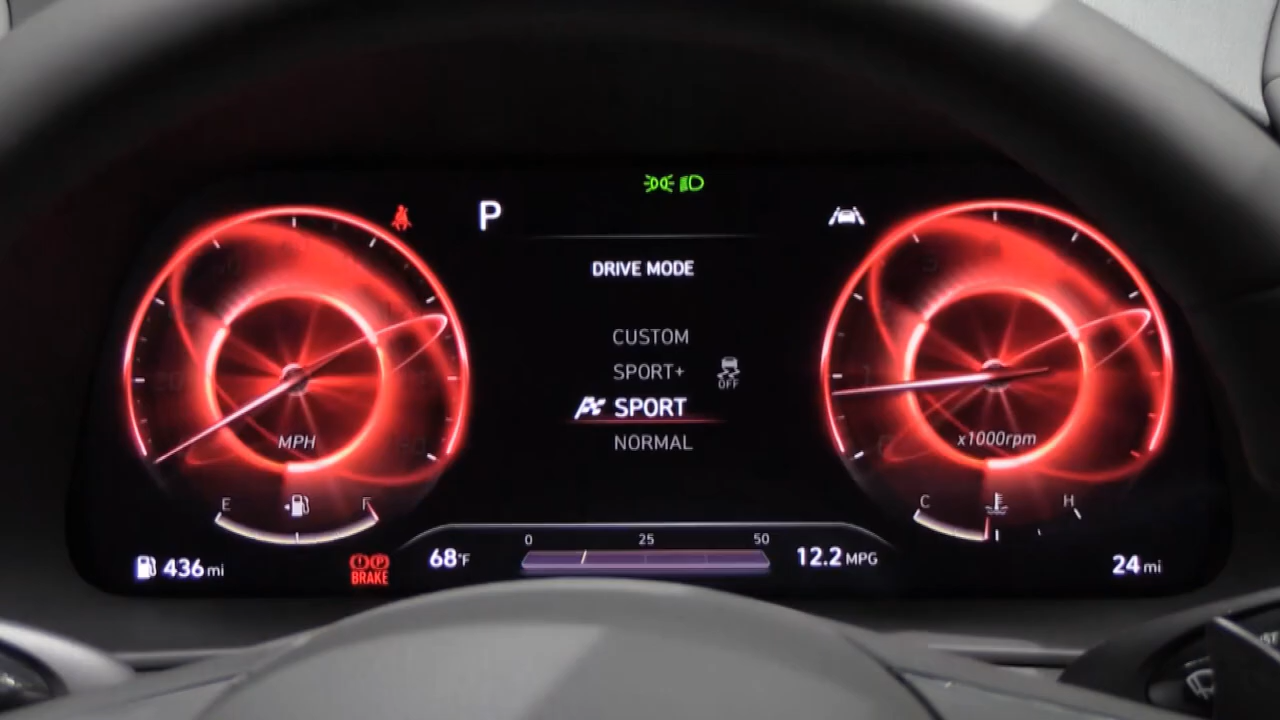 P
DRIVE MODE
CUSTOM
SPORT+
OFF
SPORT
NORMAL
MPH
x1000rpm
E
F
C
H
0 25 50
436 mi
BRAKE
68°F
12.2 MPG
24 mi